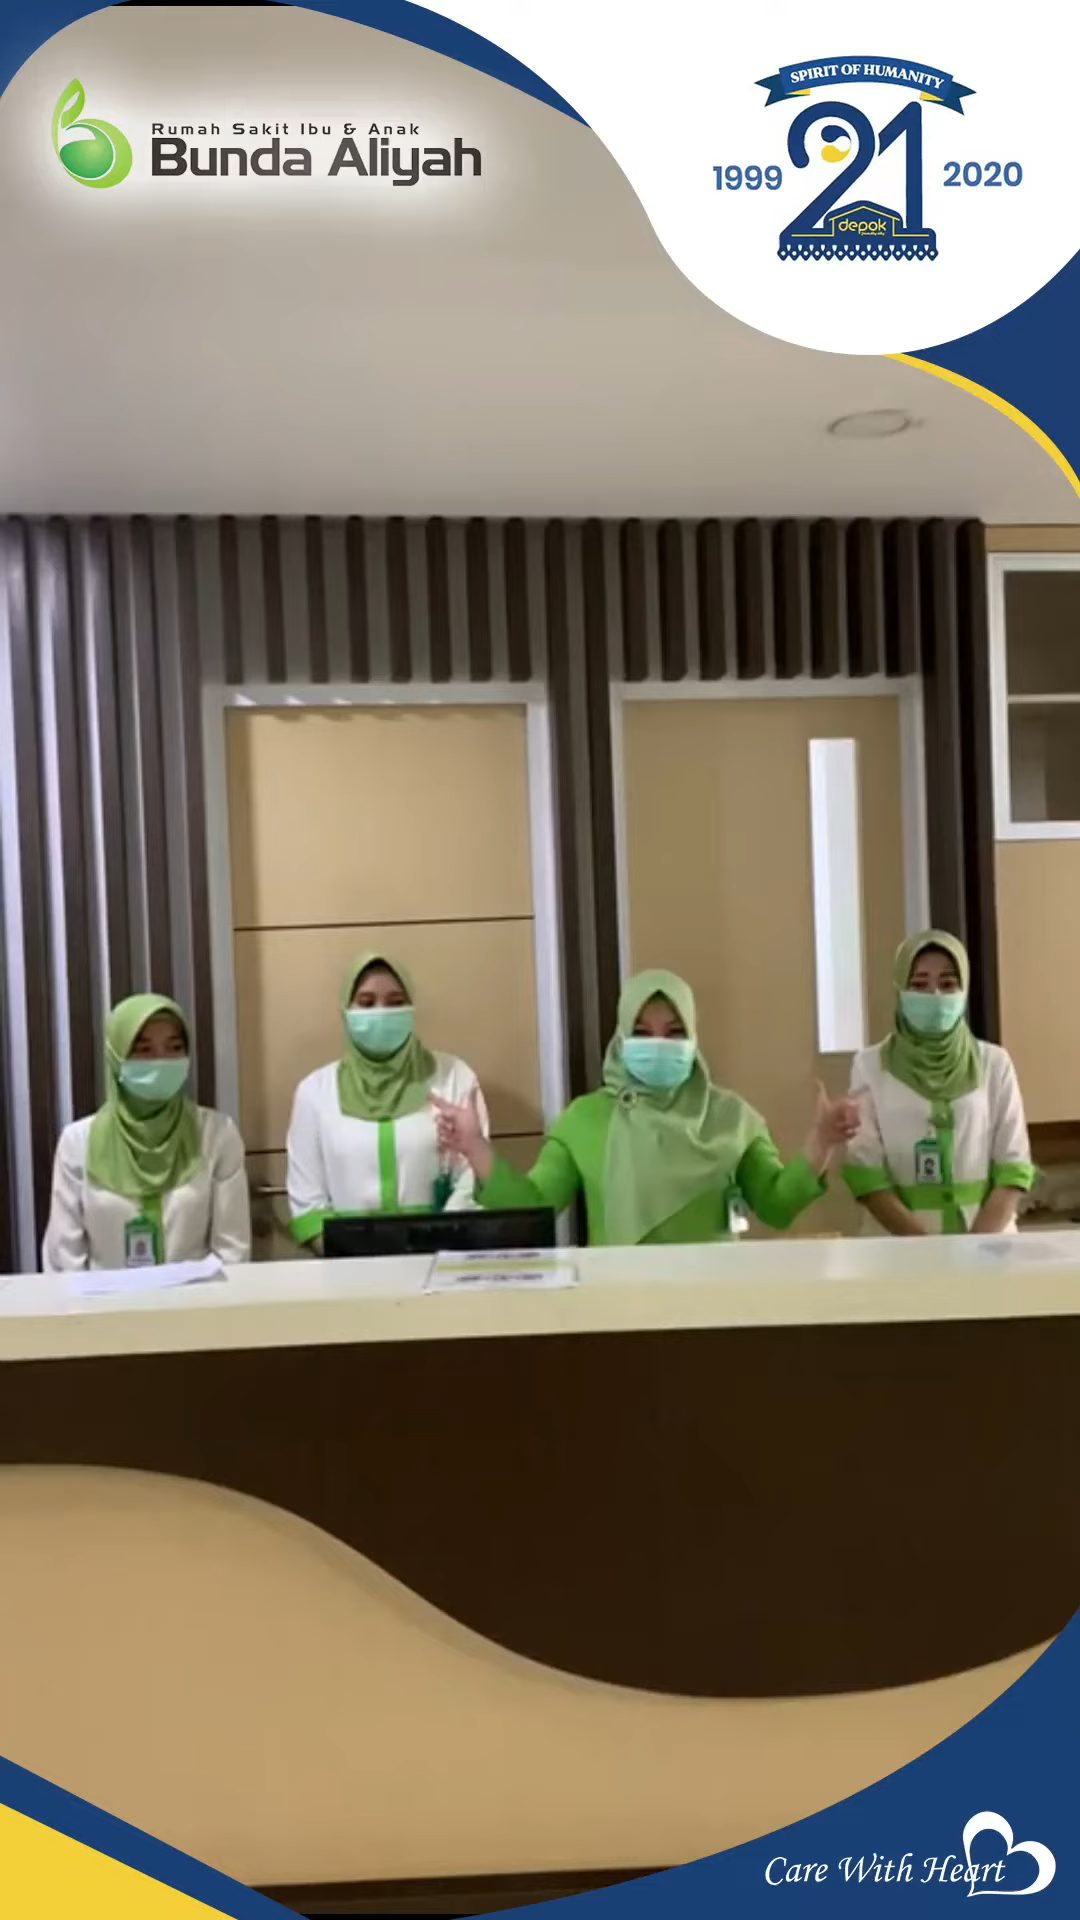 Rumah Sakit Ibu & Anak
Bunda Aliyah
SPIRIT OF HUMANITY
1999
21
2020
depok
Care With Heart